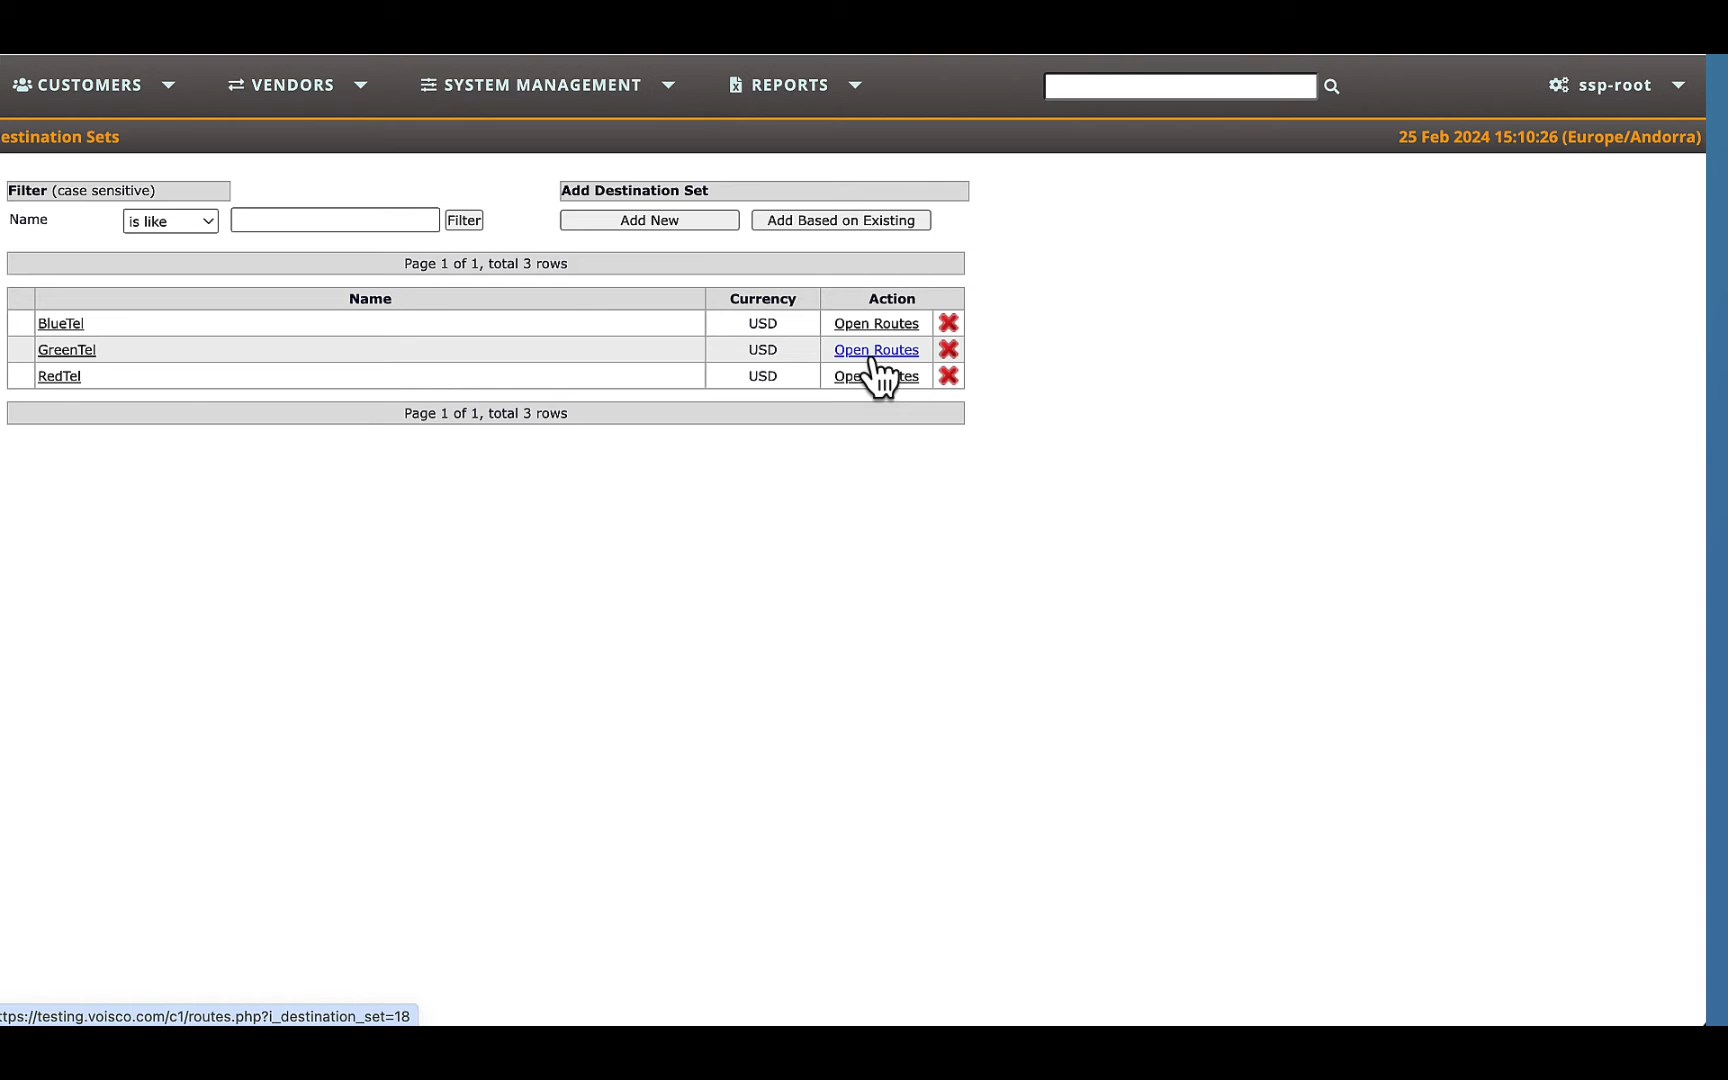 CUSTOMERS VENDORS SYSTEM MANAGEMENT REPORTS ssp-root
estination Sets 25 Feb 2024 15:10:26 (Europe/Andorra)
Filter (case sensitive) Add Destination Set
Name is like Filter Add New Add Based on Existing
Page 1 of 1, total 3 rows
Name Currency Action
BlueTel USD Open Routes
GreenTel USD Open Routes
RedTel USD
Page 1 of 1, total 3 rows
ttps://testing.voisco.com/c1/routes.php?i_destination_set=18